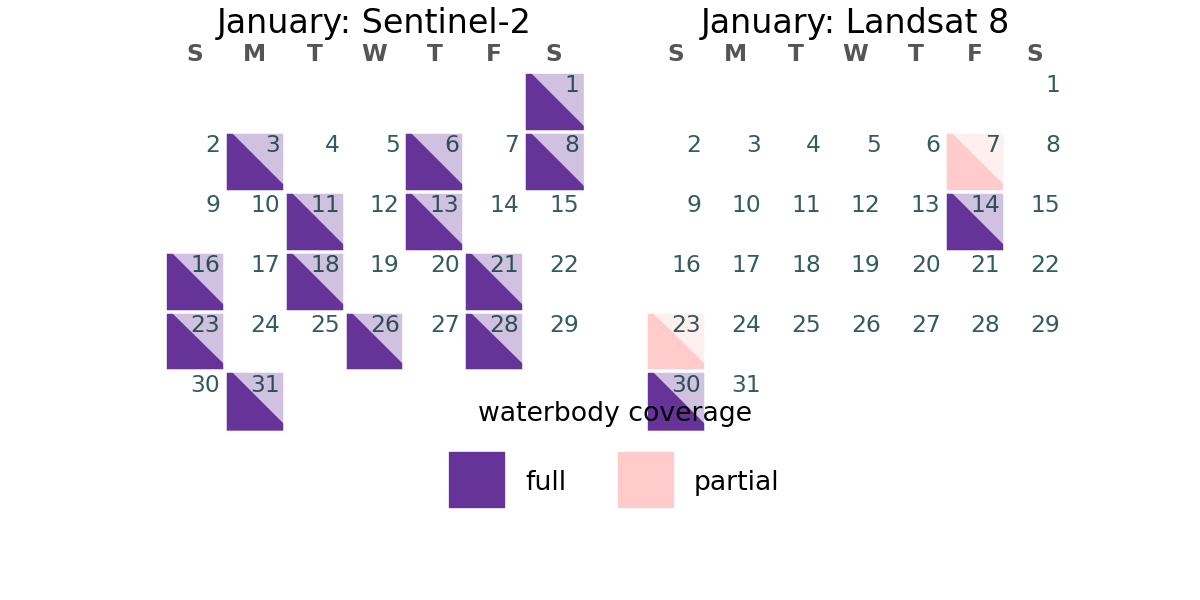 January: Sentinel-2
S M T W T F S
1
2 3 4 5 6 7 8
9 10 11 12 13 14 15
16 17 18 19 20 21 22
23 24 25 26 27 28 29
30 31
January: Landsat 8
S M T W T F S
1
2 3 4 5 6 7 8
9 10 11 12 13 14 15
16 17 18 19 20 21 22
23 24 25 26 27 28 29
30 31
waterbody coverage
full partial